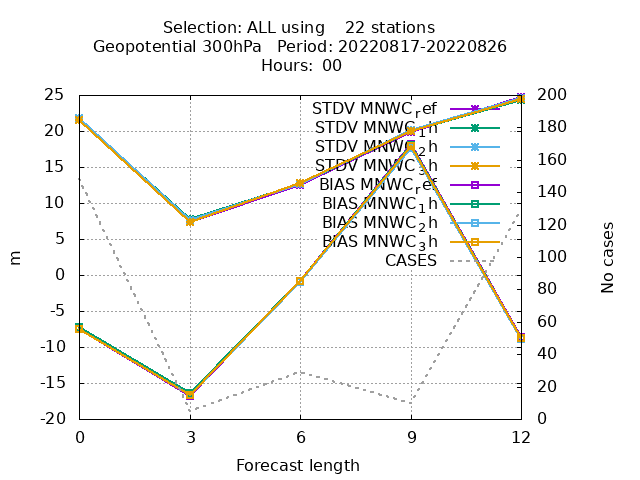 Selection: ALL using 22 stations
Geopotential 300hPa Period: 20220817-20220826
Hours: 00
25
20
15
10
5
0
-5
-10
-15
-20
200
180
160
140
120
100
80
60
40
20
0
STDV MNWC_ref
STDV MNWC_1h
STDV MNWC_2h
STDV MNWC_3h
BIAS MNWC_ref
BIAS MNWC_1h
BIAS MNWC_2h
BIAS MNWC_3h
CASES
m
No cases
0 3 6 9 12
Forecast length